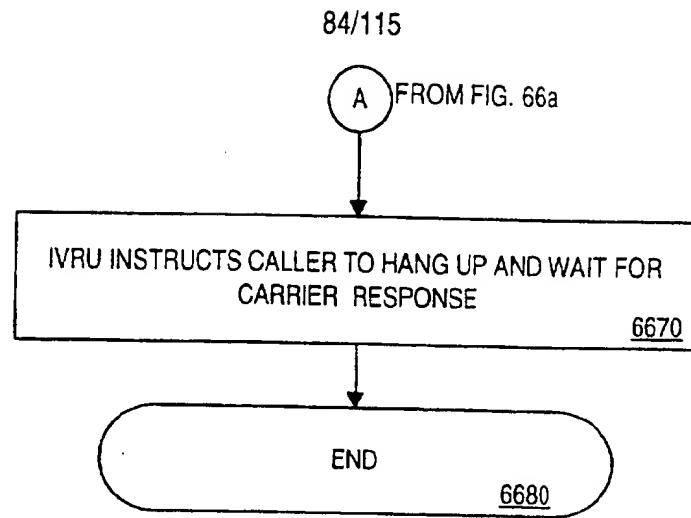 84/115
A FROM FIG. 66a
IVRU INSTRUCTS CALLER TO HANG UP AND WAIT FOR
CARRIER RESPONSE
6670
END
6680